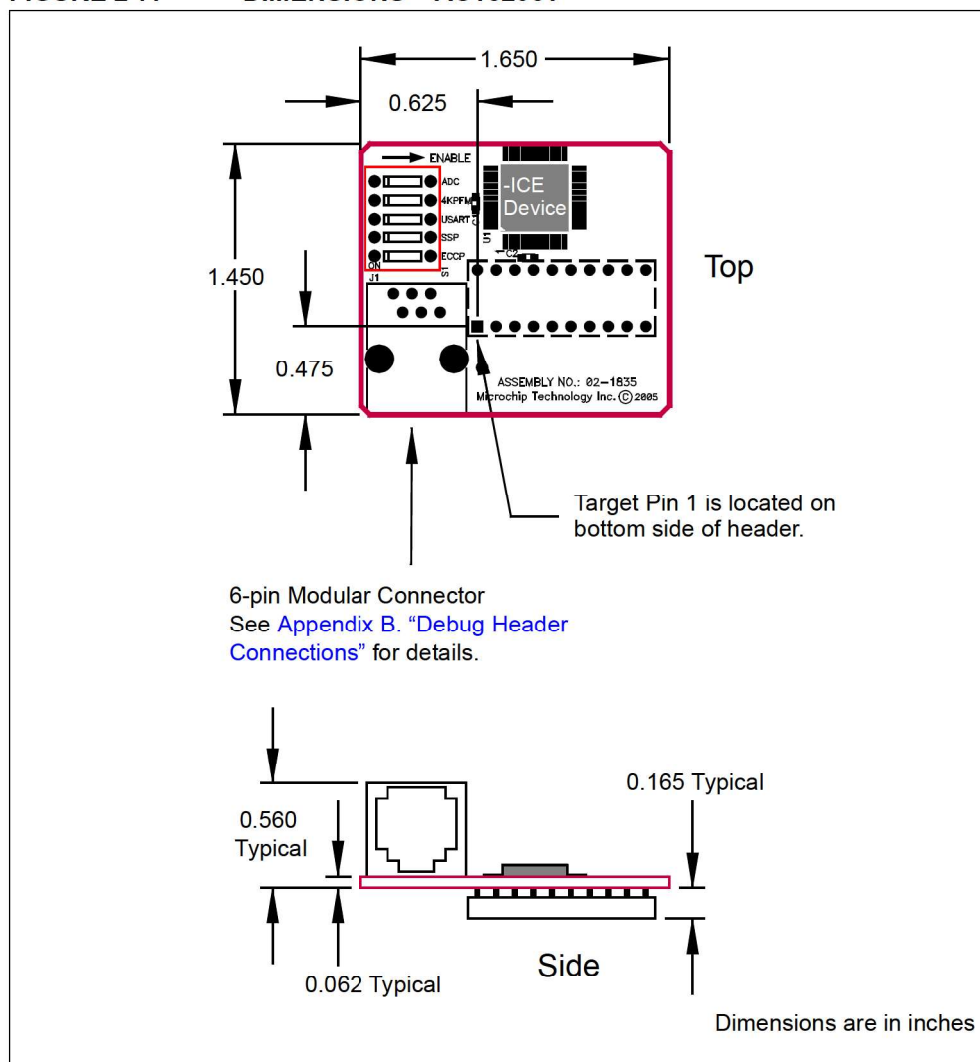 1.650
0.625
ENABLE
ADC
4KPFM
USART
SSP
ECCP
ON
J1
S1
C1
U1
-ICE
Device
1
C2
1.450
0.475
Top
ASSEMBLY NO.: 02-1835
Microchip Technology Inc. © 2005
Target Pin 1 is located on
bottom side of header.
6-pin Modular Connector
See Appendix B. “Debug Header
Connections” for details.
0.560
Typical
0.165 Typical
0.062 Typical
Side
Dimensions are in inches